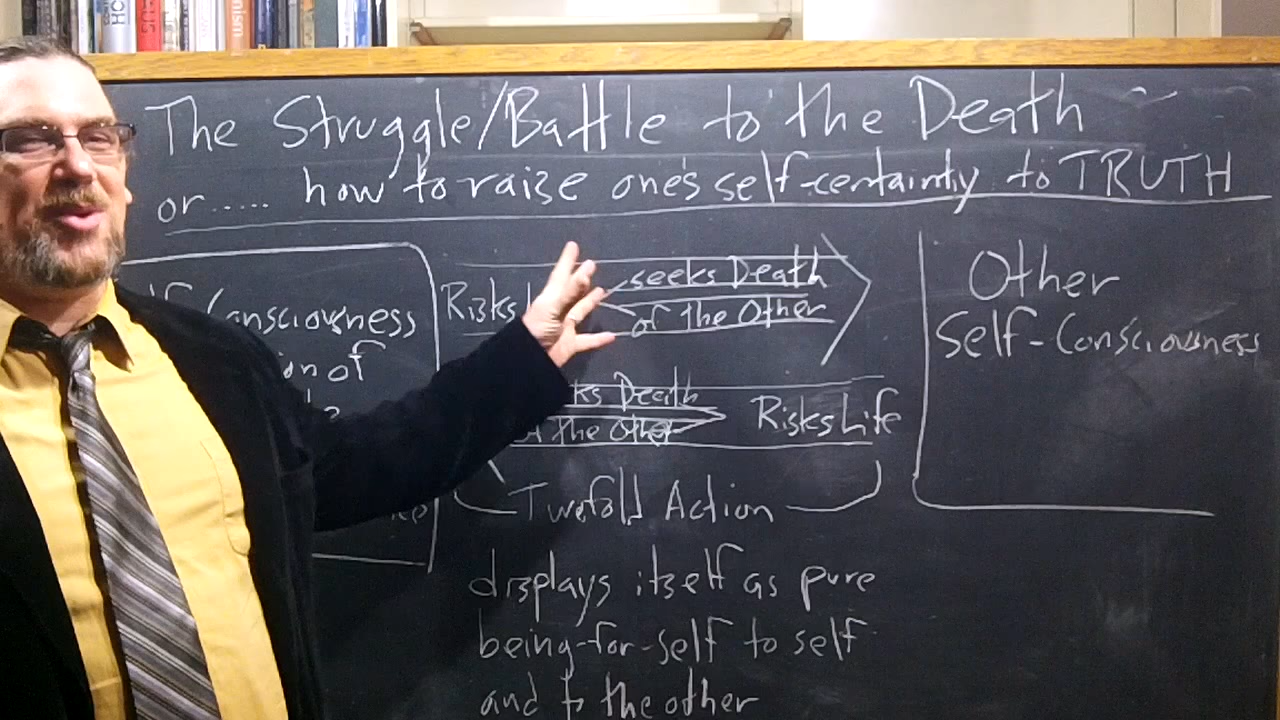 The Struggle/Battle to the Death
or..... how to raise one's self-certainty to TRUTH
Consciousness
of
Risks
seeks Death
of the Other
Death
the Other
Risks Life
Twofold Action
displays itself as pure
being-for-self to self
and to the other
Other
Self-Consciousness